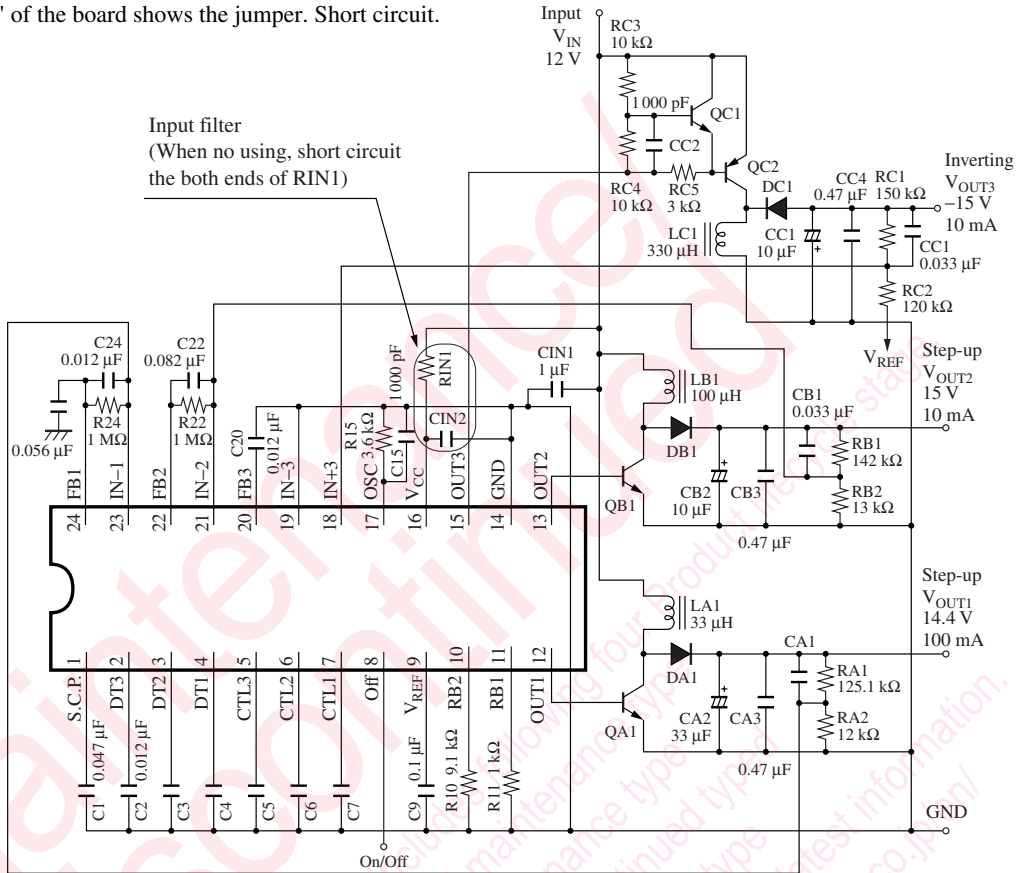 ' of the board shows the jumper. Short circuit.
Input
V_IN
12 V
RC3
10 kΩ
1 000 pF
QC1
CC2
QC2
RC4
10 kΩ
RC5
3 kΩ
DC1
CC4
0.47 µF
RC1
150 kΩ
Inverting
V_OUT3
−15 V
10 mA
LC1
330 µH
CC1
10 µF
+
CC1
0.033 µF
RC2
120 kΩ
V_REF
Input filter
(When no using, short circuit
the both ends of RIN1)
C24
0.012 µF
C22
0.082 µF
R24
1 MΩ
R22
1 MΩ
0.056 µF
C20
0.012 µF
R15
3.6 kΩ
C15
1000 pF
RIN1
CIN2
CIN1
1 µF
LB1
100 µH
DB1
QB1
CB2
10 µF
+
CB3
0.47 µF
CB1
0.033 µF
RB1
142 kΩ
RB2
13 kΩ
Step-up
V_OUT2
15 V
10 mA
FB1
IN−1
FB2
IN−2
FB3
IN−3
IN+3
OSC
V_CC
OUT3
GND
OUT2
24
23
22
21
20
19
18
17
16
15
14
13
S.C.P. 1
DT3 2
DT2 3
DT1 4
CTL3 5
CTL2 6
CTL1 7
Off 8
V_REF 9
RB2 10
RB1 11
OUT1 12
LA1
33 µH
DA1
QA1
CA2
33 µF
+
CA3
0.47 µF
CA1
RA1
125.1 kΩ
RA2
12 kΩ
Step-up
V_OUT1
14.4 V
100 mA
C1 0.047 µF
C2 0.012 µF
C3
C4
C5
C6
C7
C9 0.1 µF
R10 9.1 kΩ
R11 1 kΩ
GND
On/Off